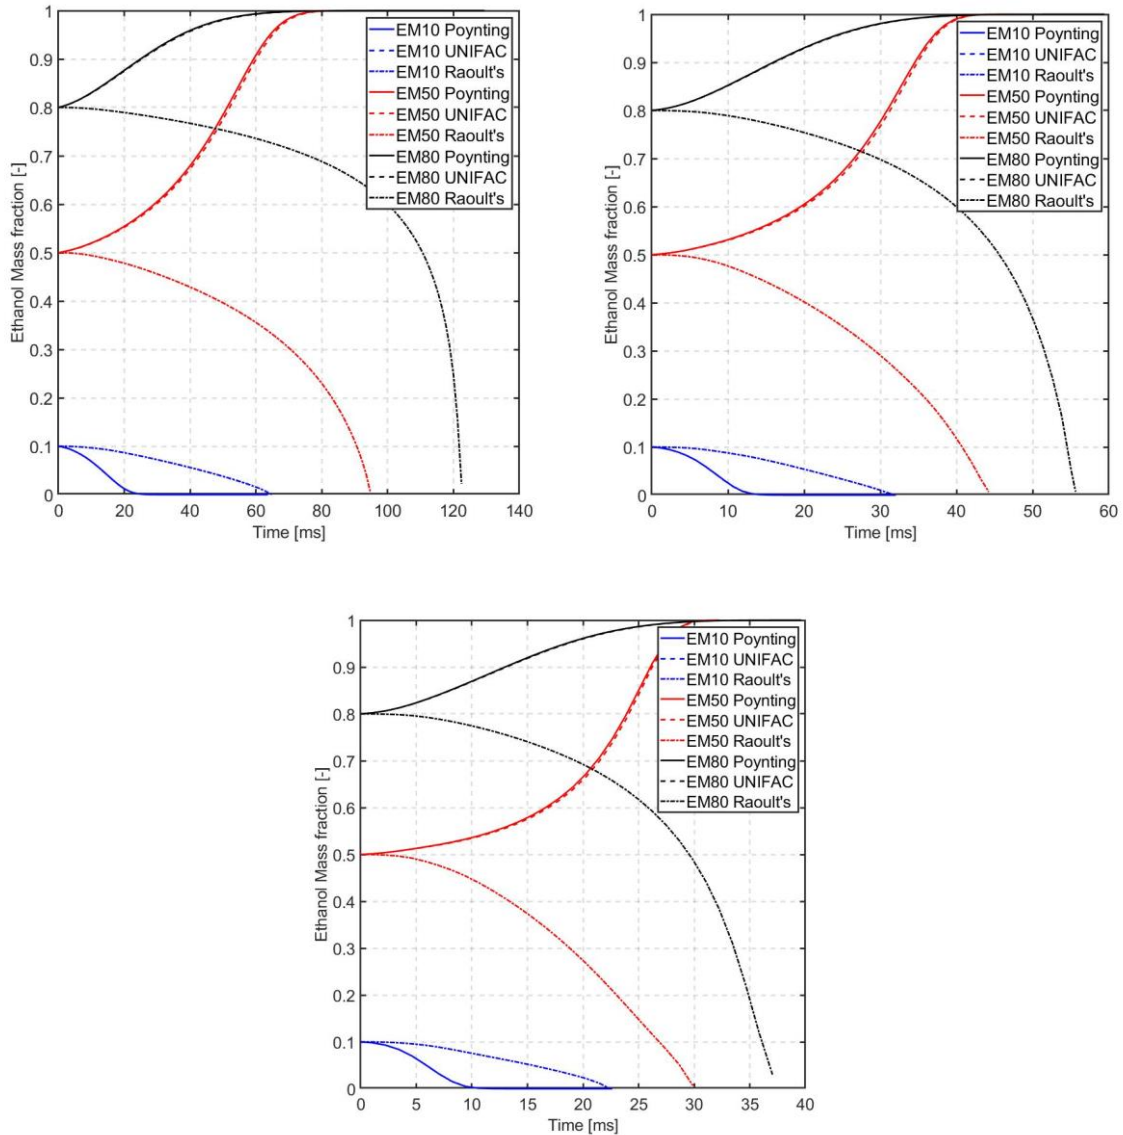 1
0.9
0.8
0.7
0.6
0.5
0.4
0.3
0.2
0.1
0
Ethanol Mass fraction [-]
EM10 Poynting
EM10 UNIFAC
EM10 Raoult's
EM50 Poynting
EM50 UNIFAC
EM50 Raoult's
EM80 Poynting
EM80 UNIFAC
EM80 Raoult's
0 20 40 60 80 100 120 140
Time [ms]
1
0.9
0.8
0.7
0.6
0.5
0.4
0.3
0.2
0.1
0
Ethanol Mass fraction [-]
EM10 Poynting
EM10 UNIFAC
EM10 Raoult's
EM50 Poynting
EM50 UNIFAC
EM50 Raoult's
EM80 Poynting
EM80 UNIFAC
EM80 Raoult's
0 10 20 30 40 50 60
Time [ms]
1
0.9
0.8
0.7
0.6
0.5
0.4
0.3
0.2
0.1
0
Ethanol Mass fraction [-]
EM10 Poynting
EM10 UNIFAC
EM10 Raoult's
EM50 Poynting
EM50 UNIFAC
EM50 Raoult's
EM80 Poynting
EM80 UNIFAC
EM80 Raoult's
0 5 10 15 20 25 30 35 40
Time [ms]